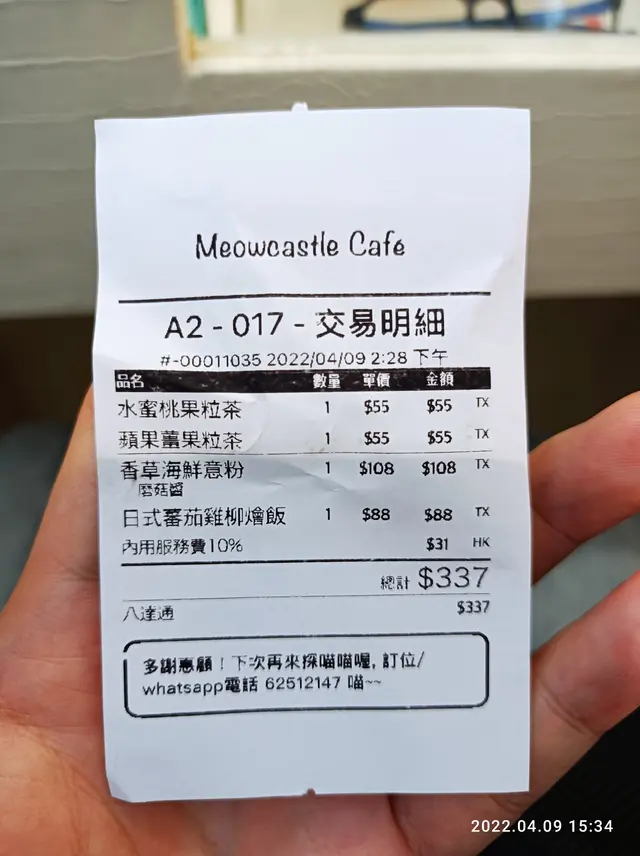 Meowcastle Café
A2 - 017 - 交易明細
#-00011035 2022/04/09 2:28 下午
品名 數量 單價 金額
水蜜桃果粒茶 1 $55 $55 TX
蘋果薑果粒茶 1 $55 $55 TX
香草海鮮意粉 1 $108 $108 TX
磨菇醬
日式蕃茄雞柳燴飯 1 $88 $88 TX
內用服務費10% $31 HK
總計 $337
八達通 $337
多謝惠顧！下次再來探喵喵喔, 訂位/
whatsapp電話 62512147 喵~~
2022.04.09 15:34